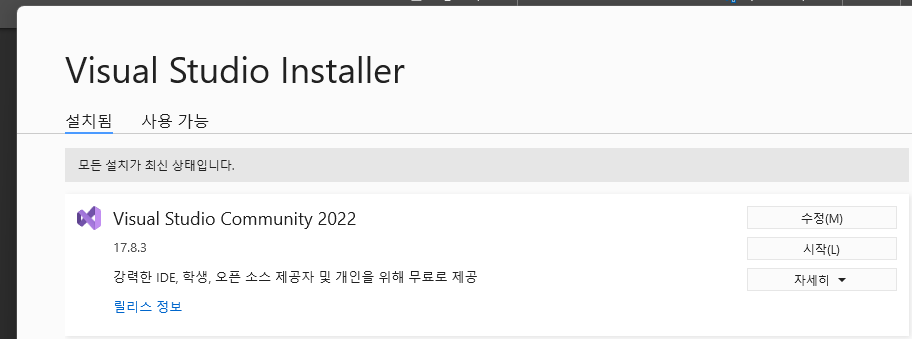 Visual Studio Installer
설치됨 사용 가능
모든 설치가 최신 상태입니다.
Visual Studio Community 2022
수정(M)
17.8.3
시작(L)
강력한 IDE, 학생, 오픈 소스 제공자 및 개인을 위해 무료로 제공
자세히
릴리스 정보